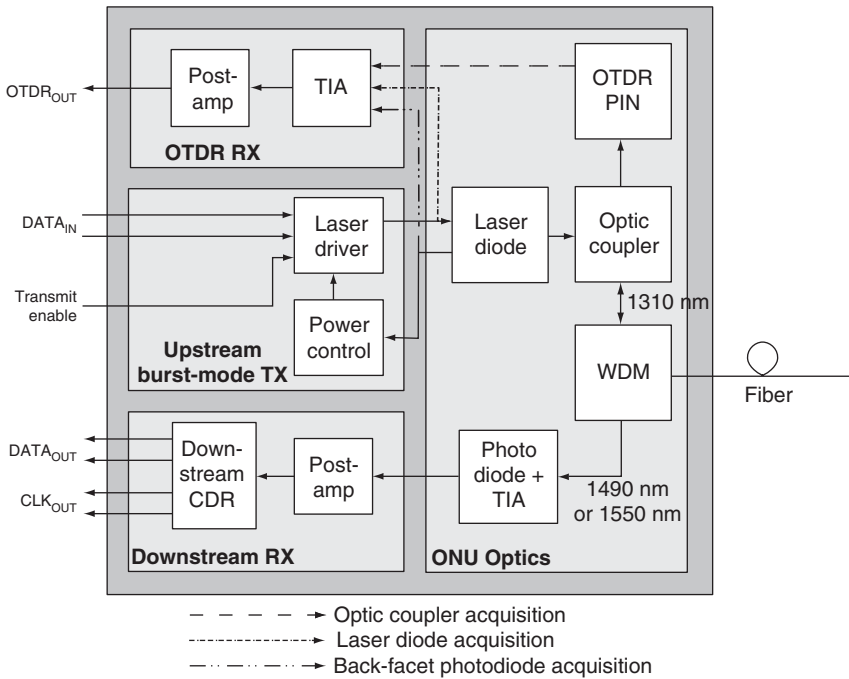 OTDR_OUT
Post-
amp
TIA
OTDR
PIN
OTDR RX
DATA_IN
Laser
driver
Laser
diode
Optic
coupler
Transmit
enable
1310 nm
Power
control
Upstream
burst-mode TX
WDM
Fiber
DATA_OUT
CLK_OUT
Down-
stream
CDR
Post-
amp
Photo
diode +
TIA
1490 nm
or 1550 nm
Downstream RX
ONU Optics
Optic coupler acquisition
Laser diode acquisition
Back-facet photodiode acquisition